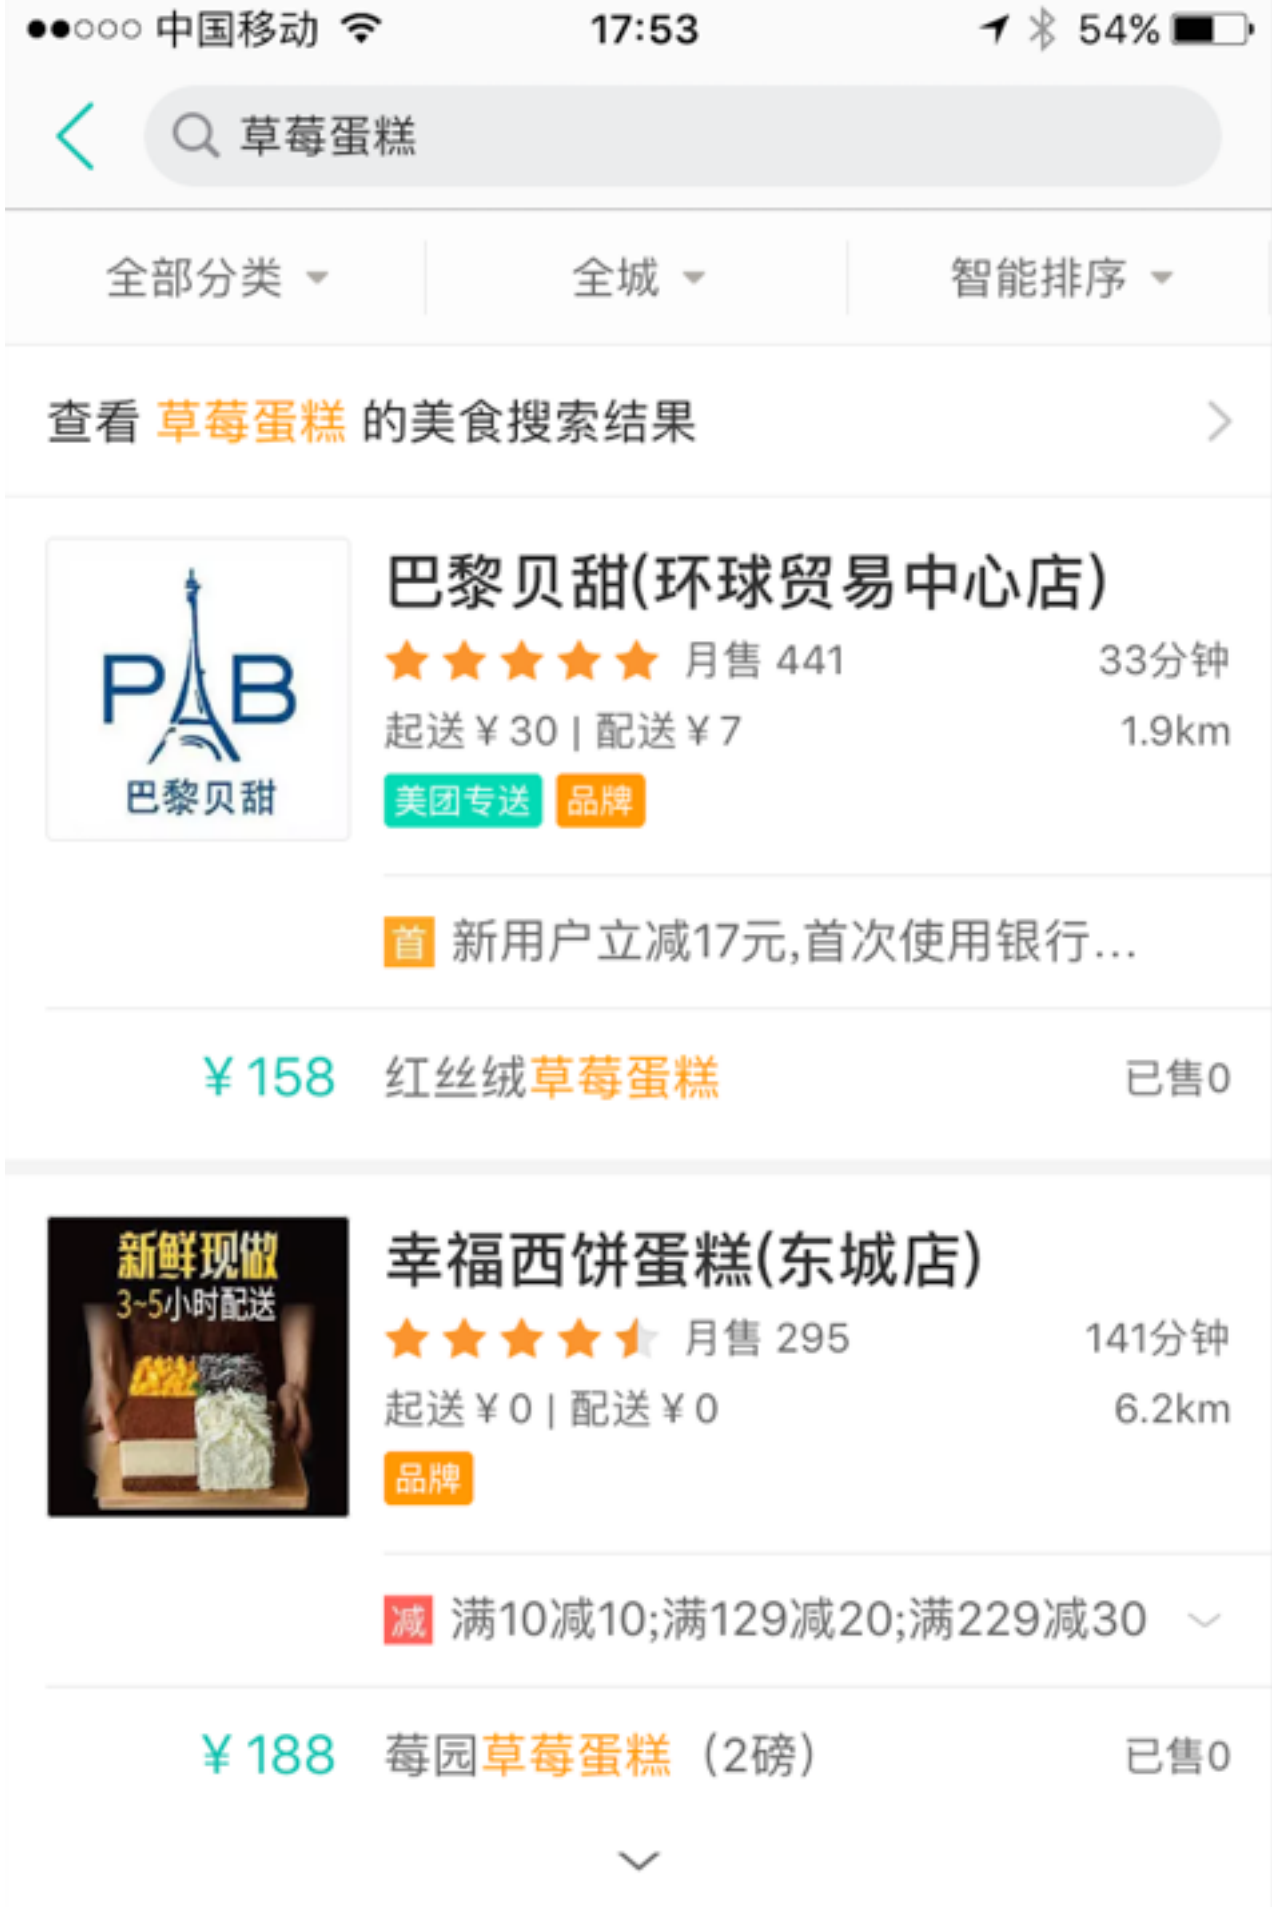 中国移动 17:53 54%
草莓蛋糕
全部分类 全城 智能排序
查看 草莓蛋糕 的美食搜索结果
巴黎贝甜(环球贸易中心店)
月售 441 33分钟
起送¥30 | 配送¥7 1.9km
美团专送 品牌
PAB
巴黎贝甜
首 新用户立减17元,首次使用银行...
¥158 红丝绒草莓蛋糕 已售0
新鲜现做
3~5小时配送
幸福西饼蛋糕(东城店)
月售 295 141分钟
起送¥0 | 配送¥0 6.2km
品牌
减 满10减10;满129减20;满229减30
¥188 莓园草莓蛋糕（2磅） 已售0